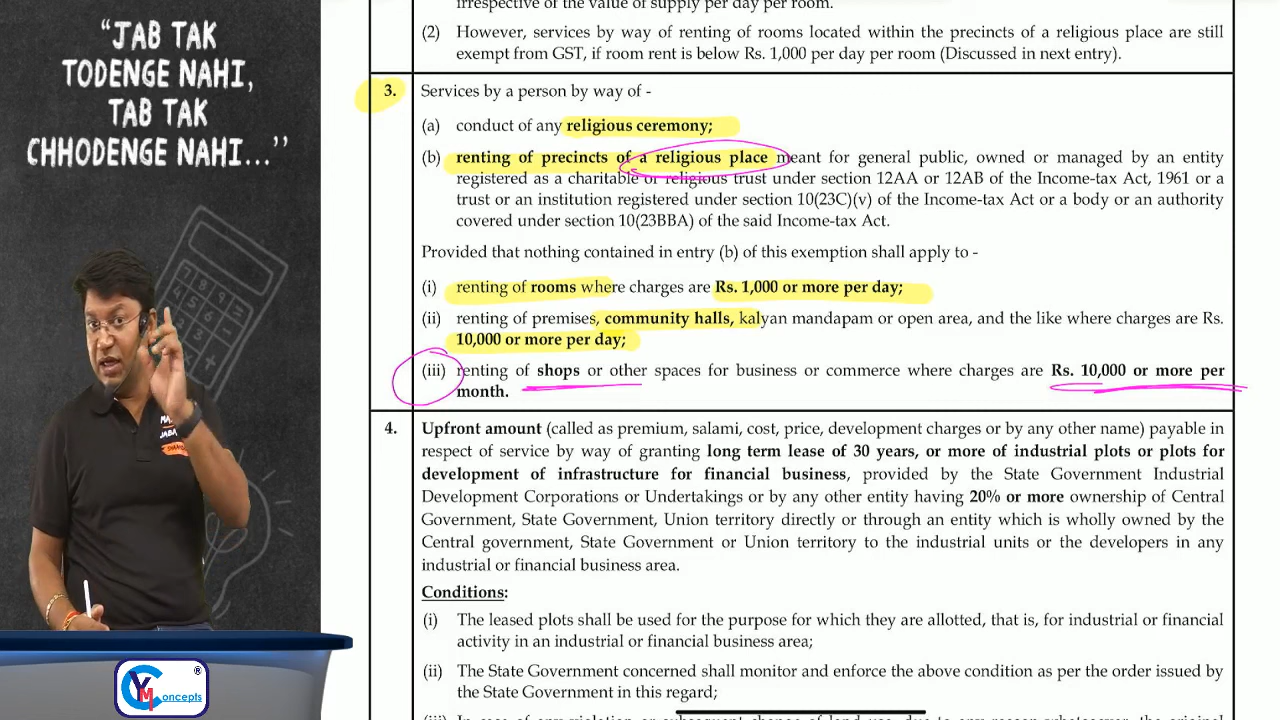 “JAB TAK
TODENGE NAHI,
TAB TAK
CHHODENGE NAHI...”
irrespective of the value of supply per day per room.
(2) However, services by way of renting of rooms located within the precincts of a religious place are still
exempt from GST, if room rent is below Rs. 1,000 per day per room (Discussed in next entry).
3. Services by a person by way of -
(a) conduct of any religious ceremony;
(b) renting of precincts of a religious place meant for general public, owned or managed by an entity
registered as a charitable or religious trust under section 12AA or 12AB of the Income-tax Act, 1961 or a
trust or an institution registered under section 10(23C)(v) of the Income-tax Act or a body or an authority
covered under section 10(23BBA) of the said Income-tax Act.
Provided that nothing contained in entry (b) of this exemption shall apply to -
(i) renting of rooms where charges are Rs. 1,000 or more per day;
(ii) renting of premises, community halls, kalyan mandapam or open area, and the like where charges are Rs.
10,000 or more per day;
(iii) renting of shops or other spaces for business or commerce where charges are Rs. 10,000 or more per
month.
4. Upfront amount (called as premium, salami, cost, price, development charges or by any other name) payable in
respect of service by way of granting long term lease of 30 years, or more of industrial plots or plots for
development of infrastructure for financial business, provided by the State Government Industrial
Development Corporations or Undertakings or by any other entity having 20% or more ownership of Central
Government, State Government, Union territory directly or through an entity which is wholly owned by the
Central government, State Government or Union territory to the industrial units or the developers in any
industrial or financial business area.
Conditions:
(i) The leased plots shall be used for the purpose for which they are allotted, that is, for industrial or financial
activity in an industrial or financial business area;
(ii) The State Government concerned shall monitor and enforce the above condition as per the order issued by
the State Government in this regard;
YM Concepts ®